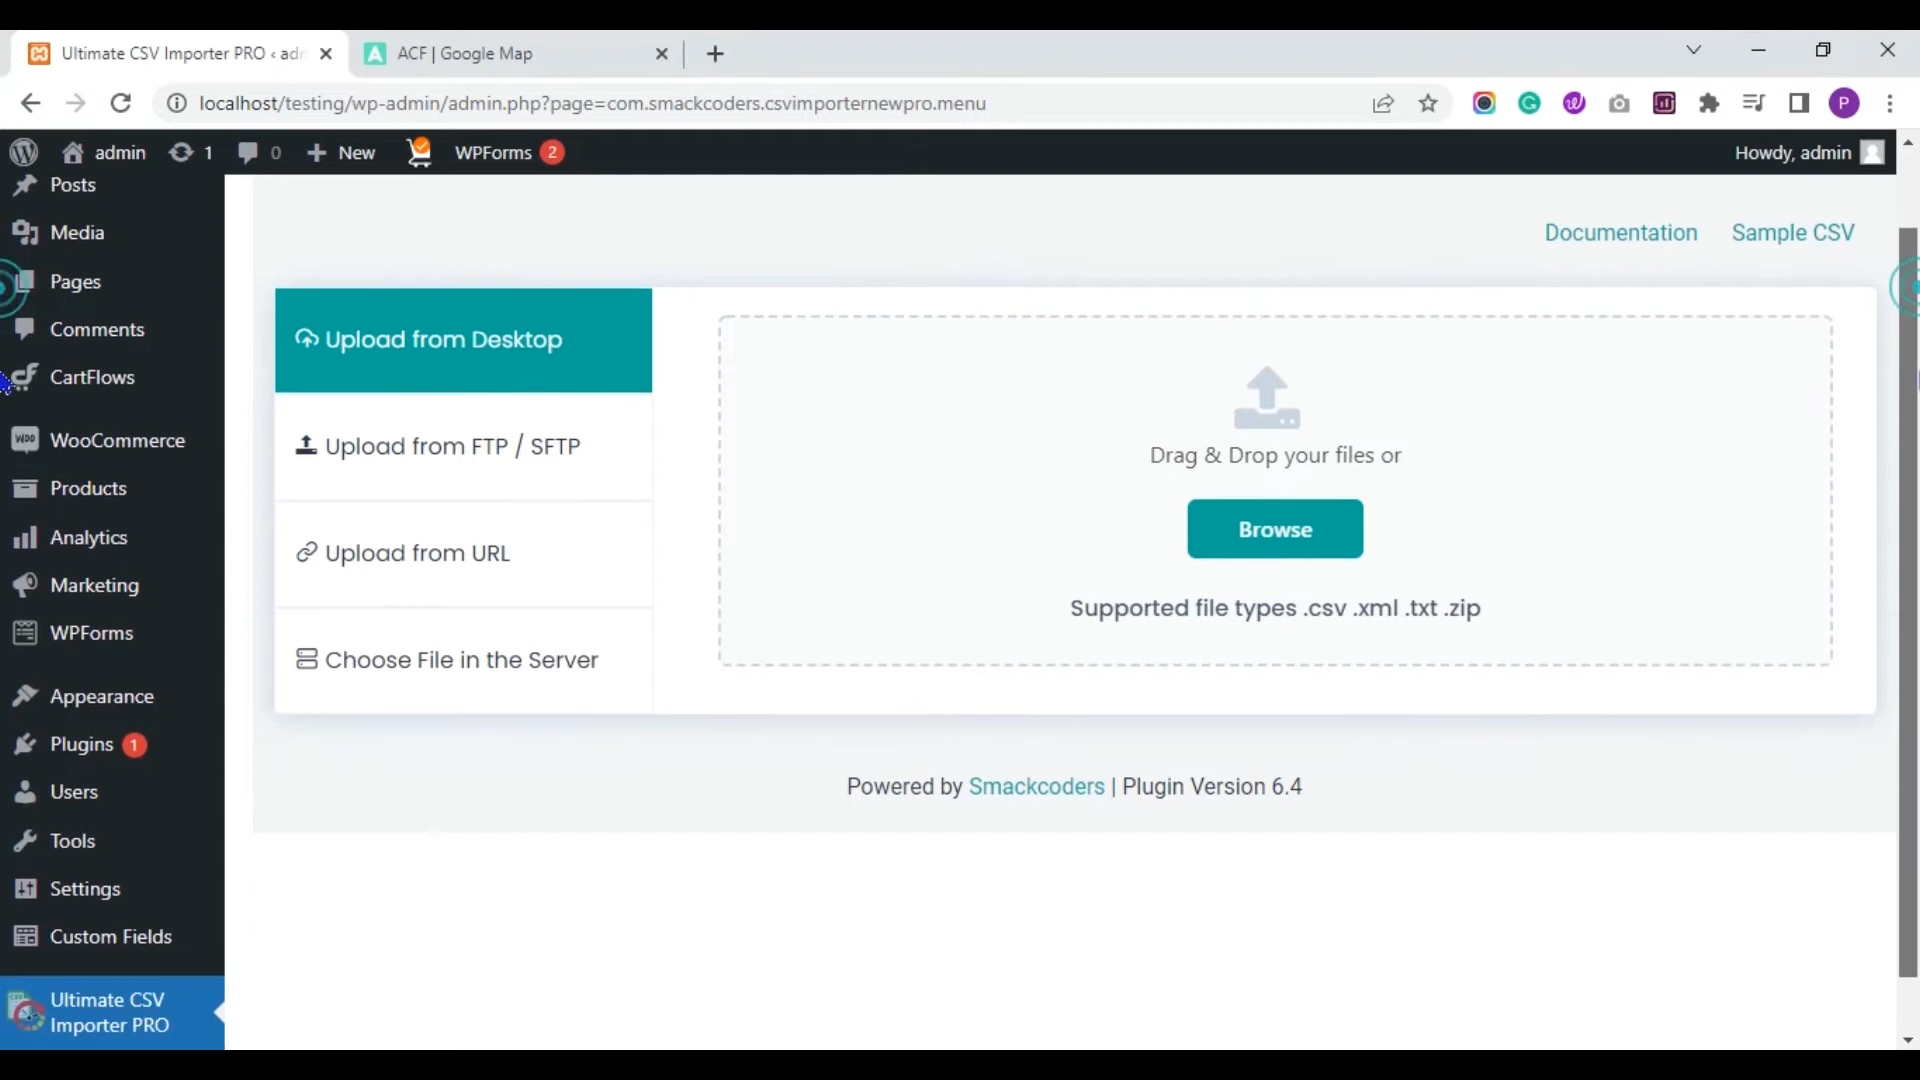 Ultimate CSV Importer PRO ‹ adm
ACF | Google Map
localhost/testing/wp-admin/admin.php?page=com.smackcoders.csvimporternewpro.menu
P
admin
1
0
New
WPForms 2
Howdy, admin
Posts
Media
Pages
Comments
CartFlows
WooCommerce
Products
Analytics
Marketing
WPForms
Appearance
Plugins 1
Users
Tools
Settings
Custom Fields
Ultimate CSV
Importer PRO
Documentation
Sample CSV
Upload from Desktop
Upload from FTP / SFTP
Upload from URL
Choose File in the Server
Drag & Drop your files or
Browse
Supported file types .csv .xml .txt .zip
Powered by Smackcoders | Plugin Version 6.4